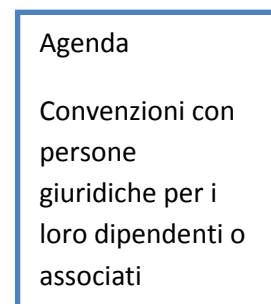 Agenda
Convenzioni con
persone
giuridiche per i
loro dipendenti o
associati